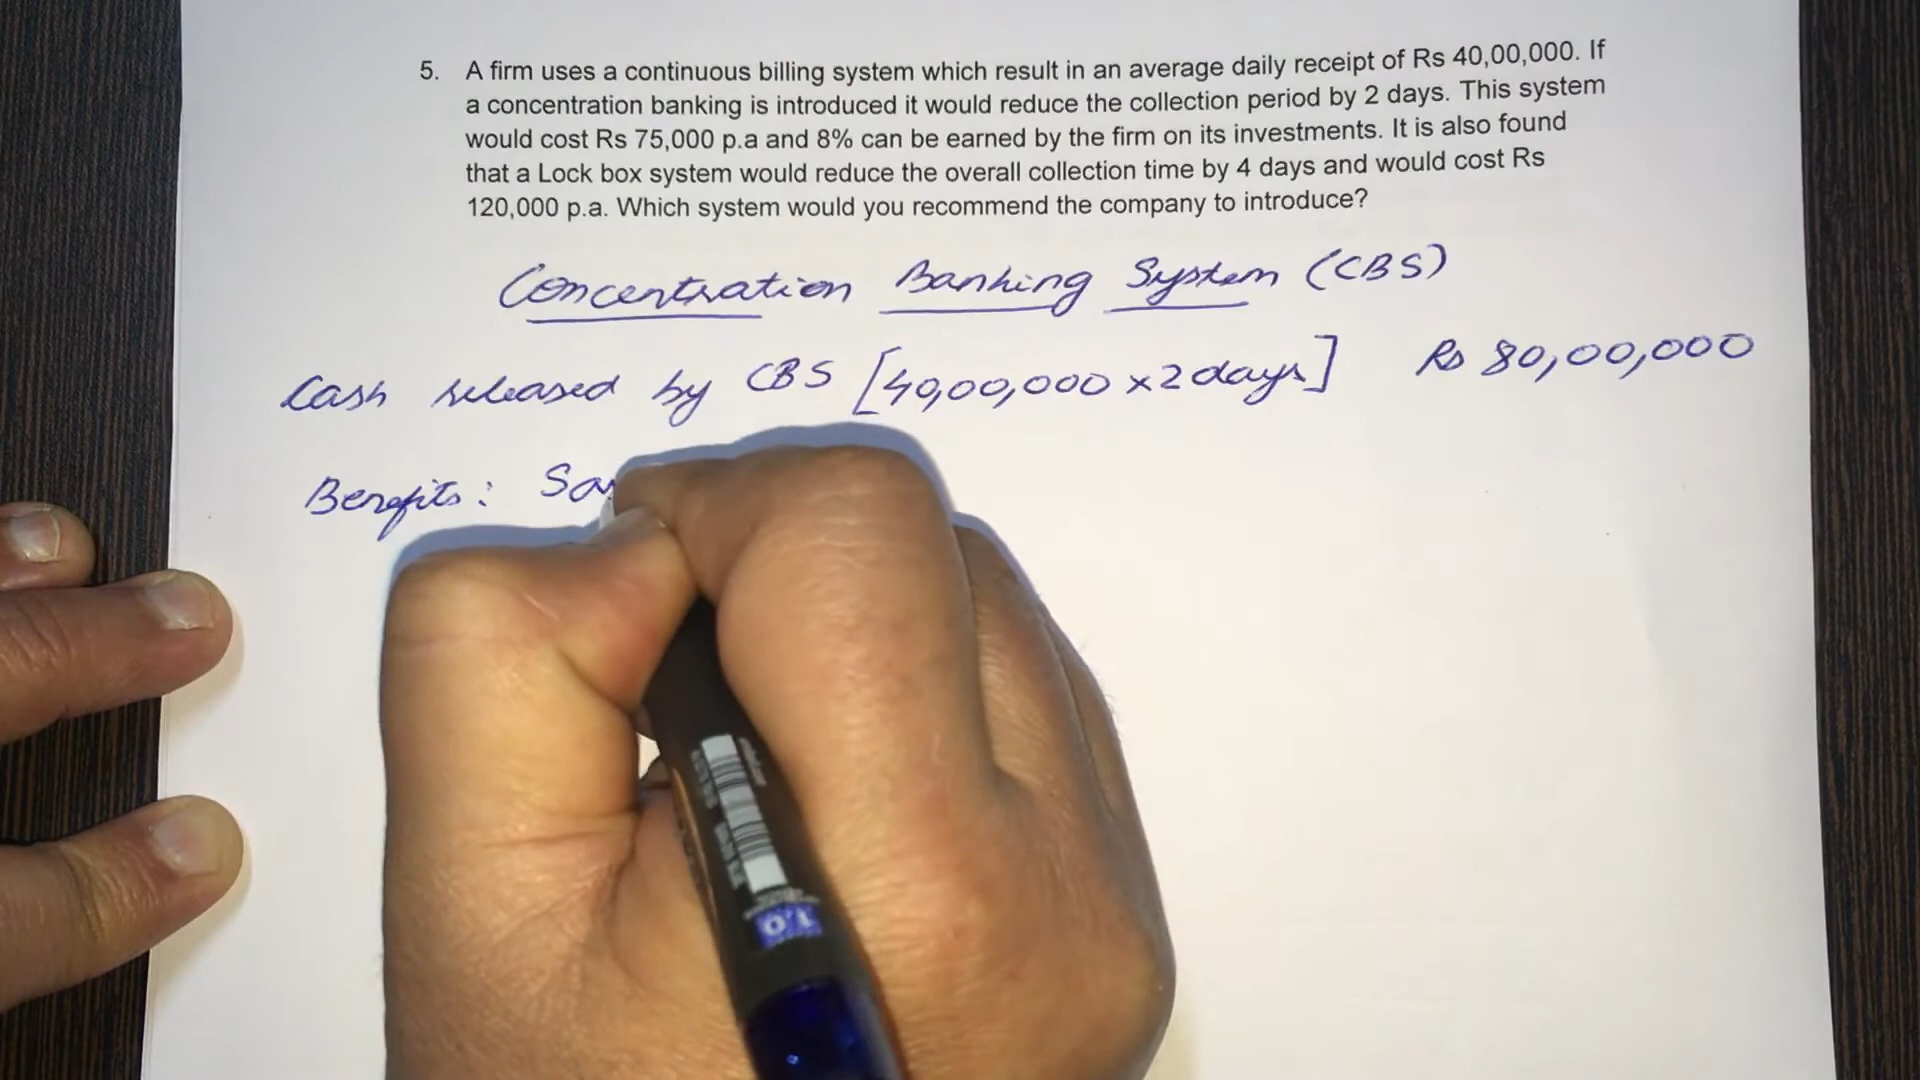 5. A firm uses a continuous billing system which result in an average daily receipt of Rs 40,00,000. If
a concentration banking is introduced it would reduce the collection period by 2 days. This system
would cost Rs 75,000 p.a and 8% can be earned by the firm on its investments. It is also found
that a Lock box system would reduce the overall collection time by 4 days and would cost Rs
120,000 p.a. Which system would you recommend the company to introduce?
Concentration Banking System (CBS)
Cash released by CBS [40,00,000 x 2 days] Rs 80,00,000
Benefits:
1.0